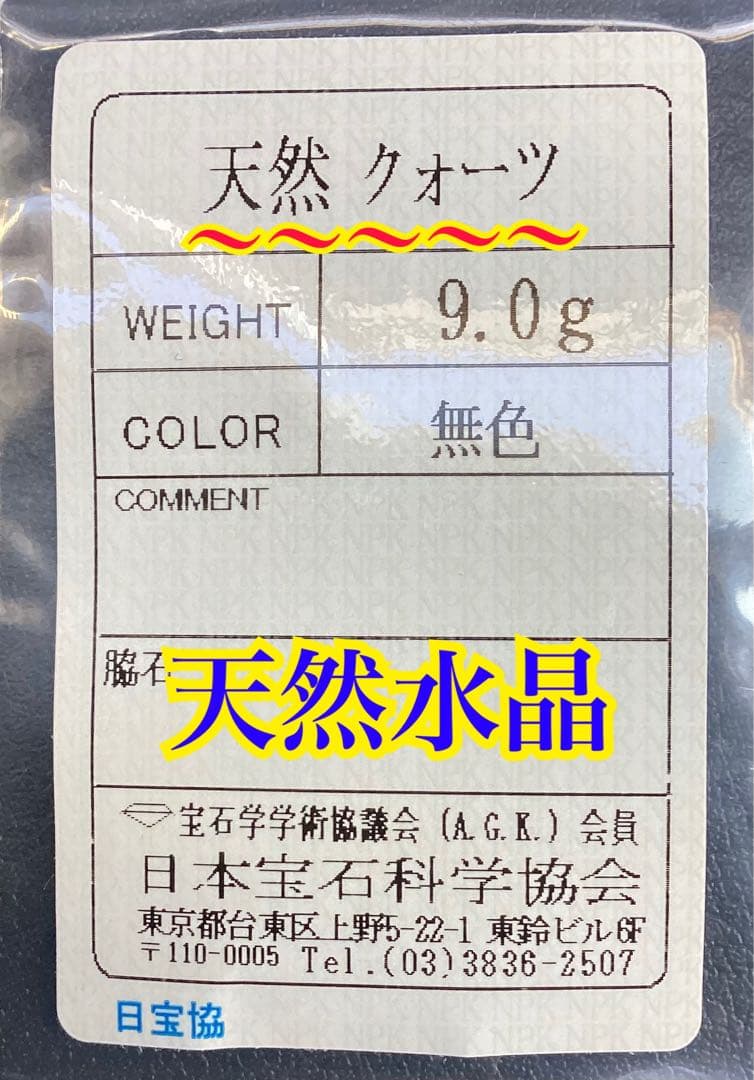 天然 クォーツ
WEIGHT 9.0g
COLOR 無色
COMMENT
脇石
天然水晶
宝石学学術協議会 (A.G.K.) 会員
日本宝石科学協会
東京都台東区上野5-22-1 東鈴ビル6F
〒110-0005 Tel.(03)3836-2507
日宝協